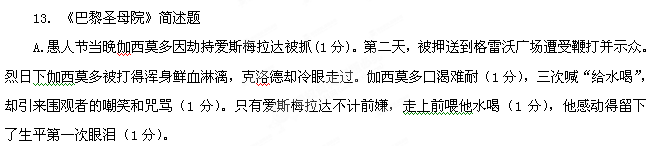 13. 《巴黎圣母院》简述题
A.愚人节当晚伽西莫多因劫持爱斯梅拉达被抓(1 分)。第二天，被押送到格雷沃广场遭受鞭打并示众。
烈日下伽西莫多被打得浑身鲜血淋漓，克洛德却冷眼走过。伽西莫多口渴难耐（1 分），三次喊“给水喝”，
却引来围观者的嘲笑和咒骂（1 分）。只有爱斯梅拉达不计前嫌，走上前喂他水喝（1 分），他感动得留下
了生平第一次眼泪（1 分）。